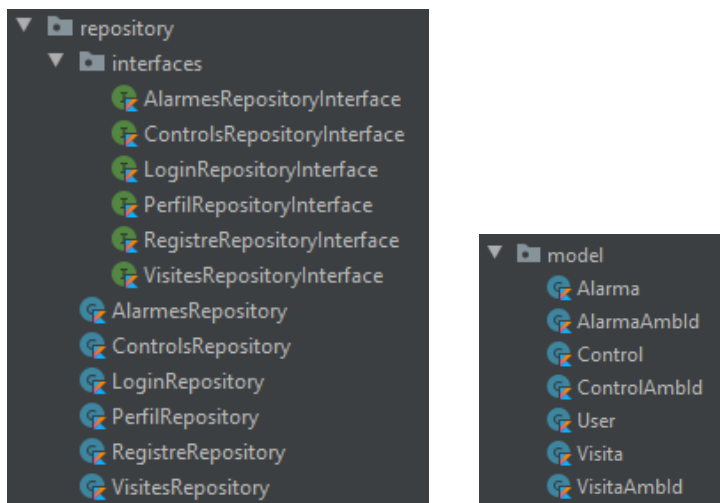 repository
interfaces
AlarmesRepositoryInterface
ControlsRepositoryInterface
LoginRepositoryInterface
PerfilRepositoryInterface
RegistreRepositoryInterface
VisitesRepositoryInterface
AlarmesRepository
ControlsRepository
LoginRepository
PerfilRepository
RegistreRepository
VisitesRepository
model
Alarma
AlarmaAmbId
Control
ControlAmbId
User
Visita
VisitaAmbId